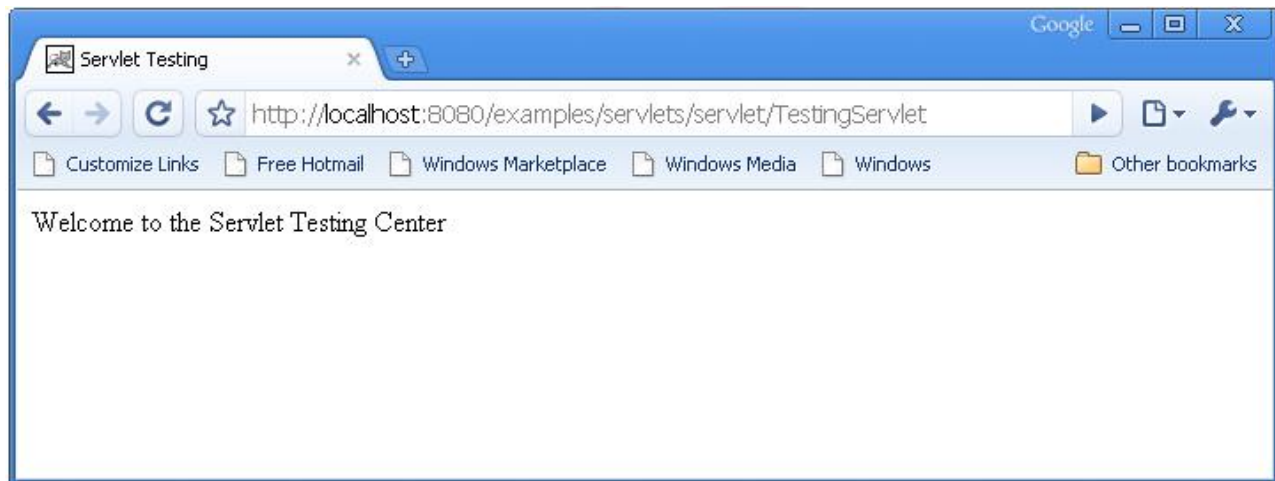 Google
Servlet Testing
http://localhost:8080/examples/servlets/servlet/TestingServlet
Customize Links Free Hotmail Windows Marketplace Windows Media Windows Other bookmarks
Welcome to the Servlet Testing Center